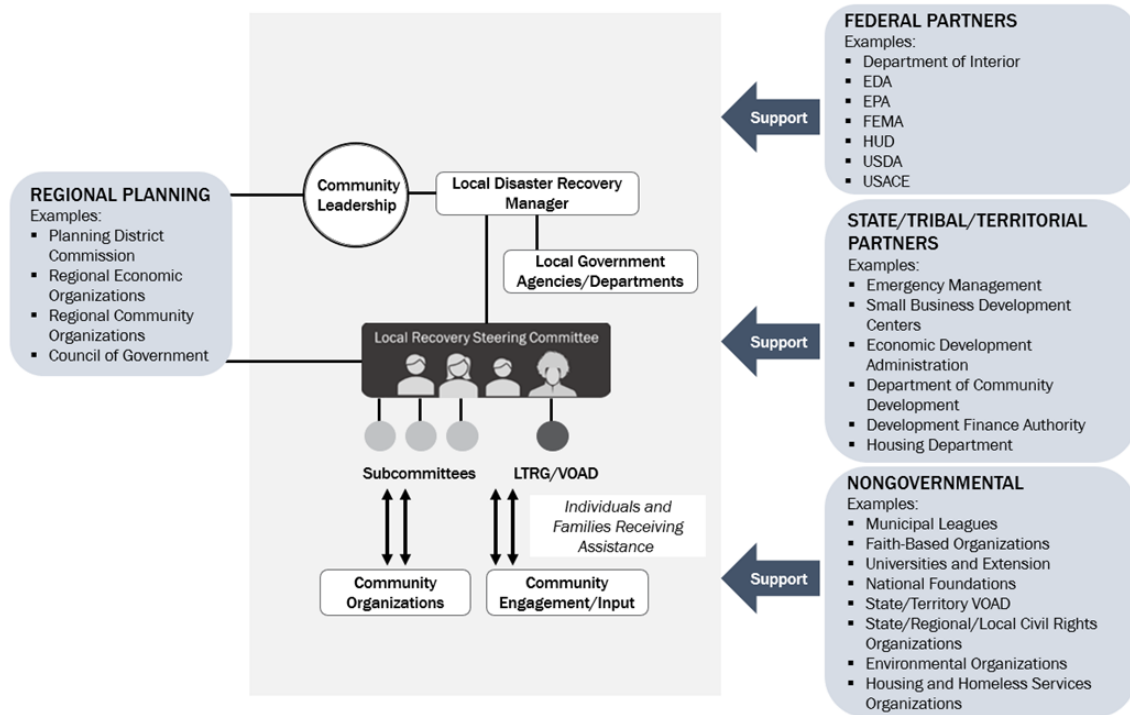 REGIONAL PLANNING
Examples:
▪ Planning District
Commission
▪ Regional Economic
Organizations
▪ Regional Community
Organizations
▪ Council of Government
Community
Leadership
Local Disaster Recovery
Manager
Local Government
Agencies/Departments
Local Recovery Steering Committee
Subcommittees
LTRG/VOAD
Individuals and
Families Receiving
Assistance
Community
Organizations
Community
Engagement/Input
Support
FEDERAL PARTNERS
Examples:
▪ Department of Interior
▪ EDA
▪ EPA
▪ FEMA
▪ HUD
▪ USDA
▪ USACE
Support
STATE/TRIBAL/TERRITORIAL
PARTNERS
Examples:
▪ Emergency Management
▪ Small Business Development
Centers
▪ Economic Development
Administration
▪ Department of Community
Development
▪ Development Finance Authority
▪ Housing Department
Support
NONGOVERNMENTAL
Examples:
▪ Municipal Leagues
▪ Faith-Based Organizations
▪ Universities and Extension
▪ National Foundations
▪ State/Territory VOAD
▪ State/Regional/Local Civil Rights
Organizations
▪ Environmental Organizations
▪ Housing and Homeless Services
Organizations